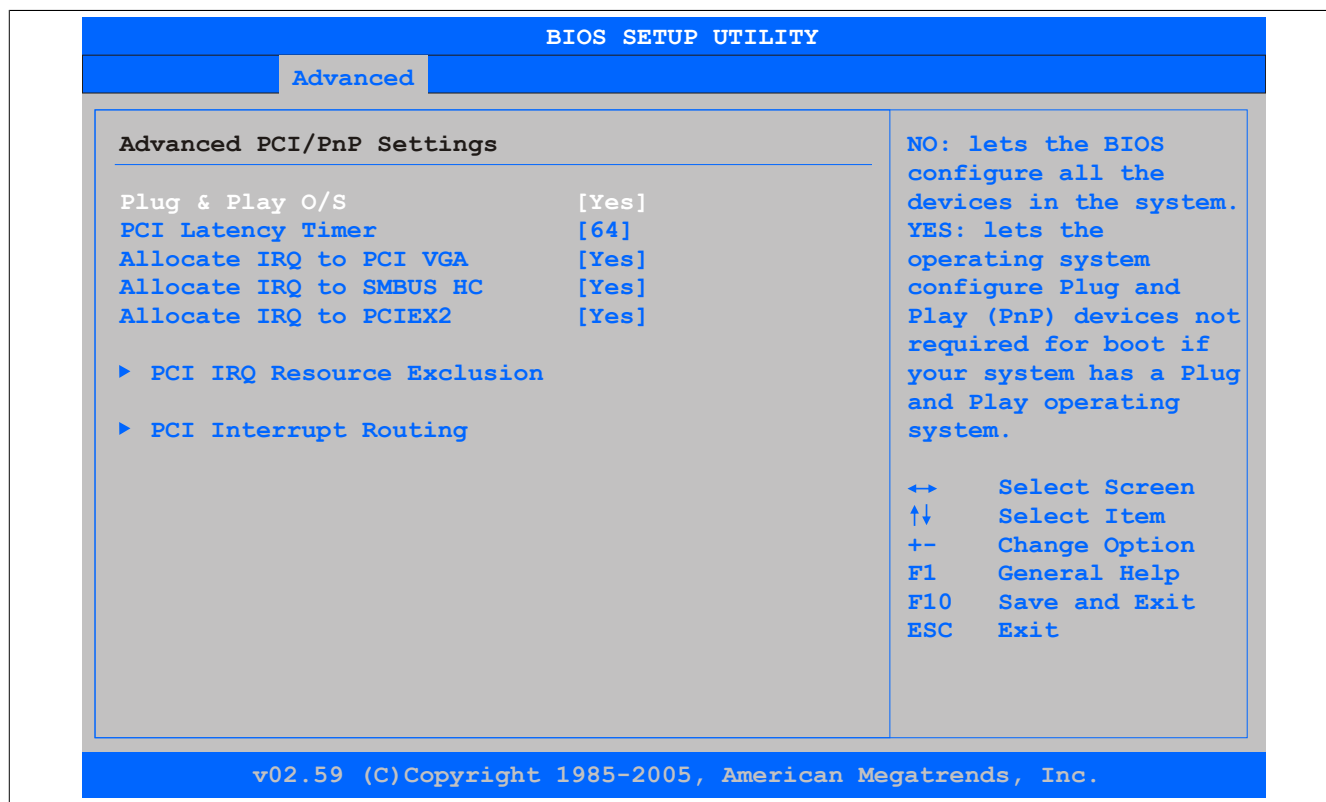 BIOS SETUP UTILITY
Advanced
Advanced PCI/PnP Settings
Plug & Play O/S [Yes]
PCI Latency Timer [64]
Allocate IRQ to PCI VGA [Yes]
Allocate IRQ to SMBUS HC [Yes]
Allocate IRQ to PCIEX2 [Yes]
PCI IRQ Resource Exclusion
PCI Interrupt Routing
NO: lets the BIOS
configure all the
devices in the system.
YES: lets the
operating system
configure Plug and
Play (PnP) devices not
required for boot if
your system has a Plug
and Play operating
system.
↔ Select Screen
↑↓ Select Item
+- Change Option
F1 General Help
F10 Save and Exit
ESC Exit
v02.59 (C)Copyright 1985-2005, American Megatrends, Inc.